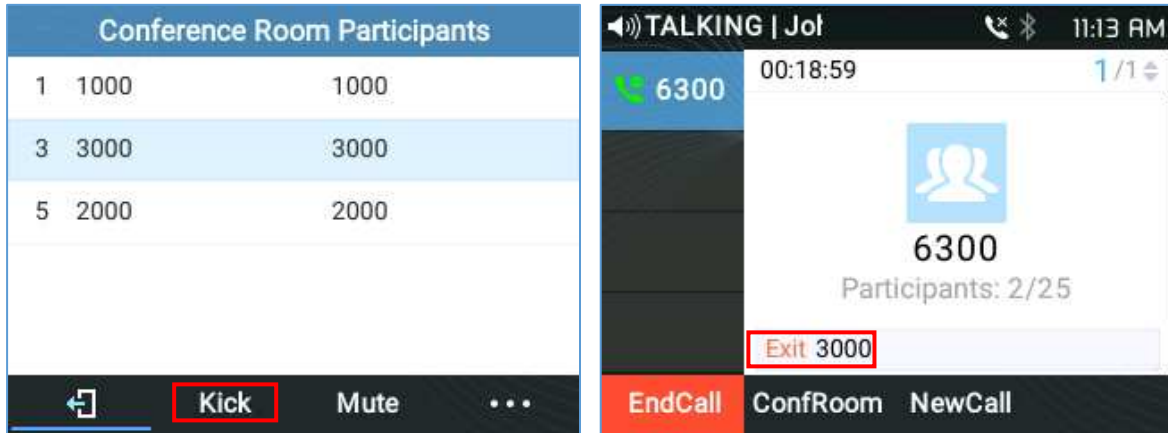 Conference Room Participants
1 1000 1000
3 3000 3000
5 2000 2000
Kick Mute ...
TALKING | Joh 11:13 AM
6300
00:18:59 1/1
6300
Participants: 2/25
Exit 3000
EndCall ConfRoom NewCall